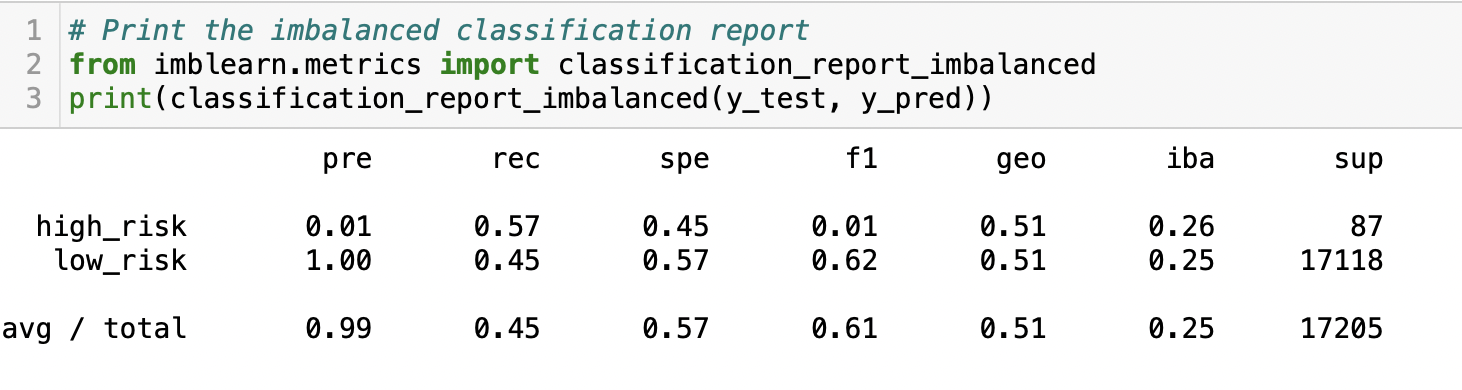 1 # Print the imbalanced classification report
2 from imblearn.metrics import classification_report_imbalanced
3 print(classification_report_imbalanced(y_test, y_pred))
pre rec spe f1 geo iba sup
high_risk 0.01 0.57 0.45 0.01 0.51 0.26 87
low_risk 1.00 0.45 0.57 0.62 0.51 0.25 17118
avg / total 0.99 0.45 0.57 0.61 0.51 0.25 17205